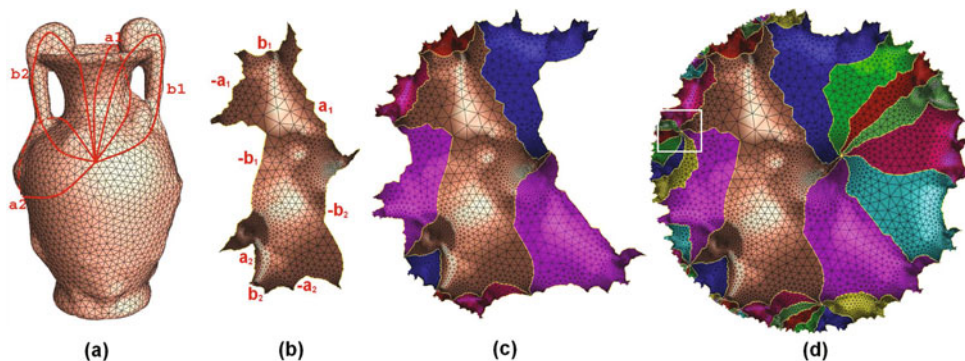 a1
b2
b1
a2
b₁
-a₁
a₁
-b₁
-b₂
a₂
-a₂
b₂
(a)
(b)
(c)
(d)